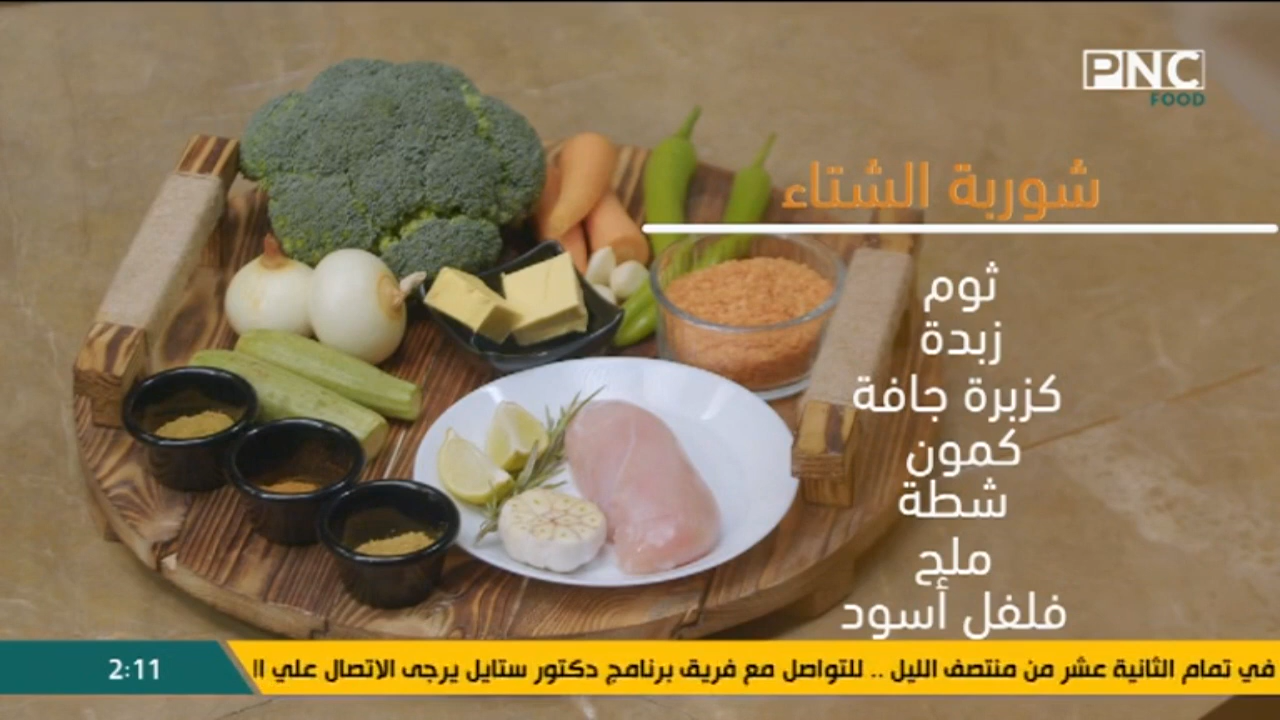 PNC
FOOD
شوربة الشتاء
ثوم
زبدة
كزبرة جافة
كمون
شطة
ملح
فلفل أسود
في تمام الثانية عشر من منتصف الليل .. للتواصل مع فريق برنامج دكتور ستايل يرجى الاتصال علي
2:11